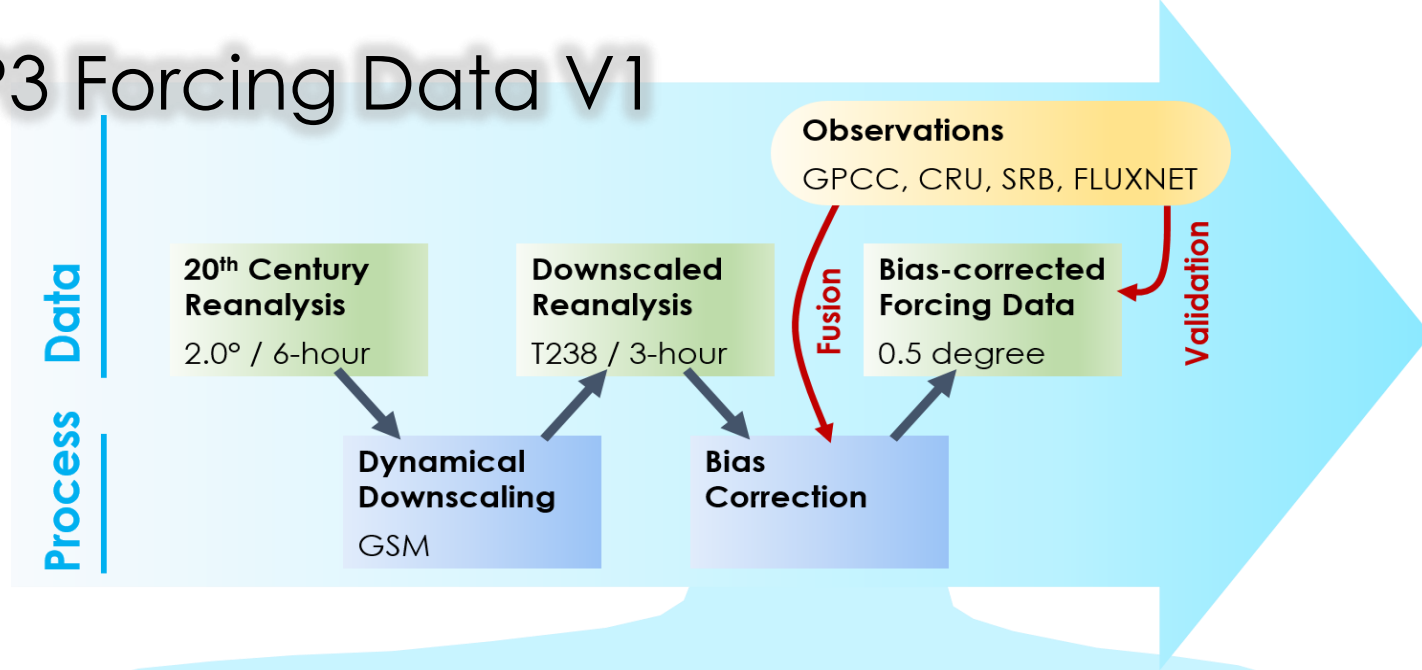 P3 Forcing Data V1
Observations
GPCC, CRU, SRB, FLUXNET
Data
20th Century
Reanalysis
2.0° / 6-hour
Downscaled
Reanalysis
T238 / 3-hour
Fusion
Bias-corrected
Forcing Data
0.5 degree
Validation
Process
Dynamical
Downscaling
GSM
Bias
Correction